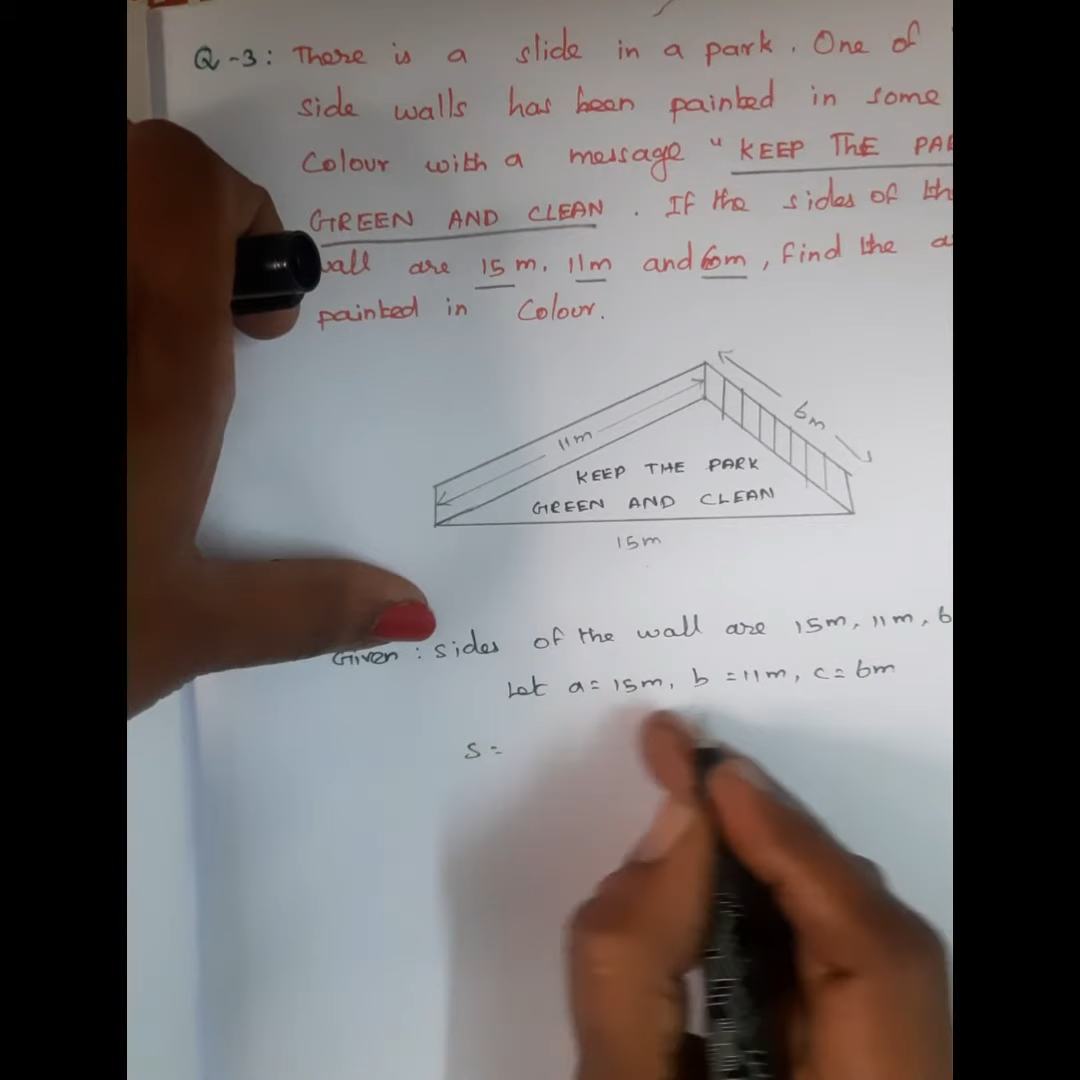 Q-3: There is a slide in a park. One of
side walls has been painted in some
Colour with a message "KEEP THE PA
GREEN AND CLEAN. If the sides of th
wall are 15m, 11m and 6m, find the a
painted in Colour.
6m
11m
KEEP THE PARK
GREEN AND CLEAN
15m
Given: sides of the wall are 15m, 11m, 6
Let a=15m, b=11m, c=6m
S=